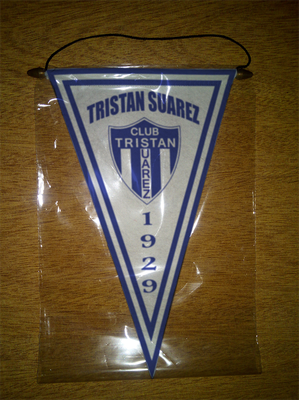 TRISTAN SUAREZ
CLUB
TRISTAN
SUAREZ
1929